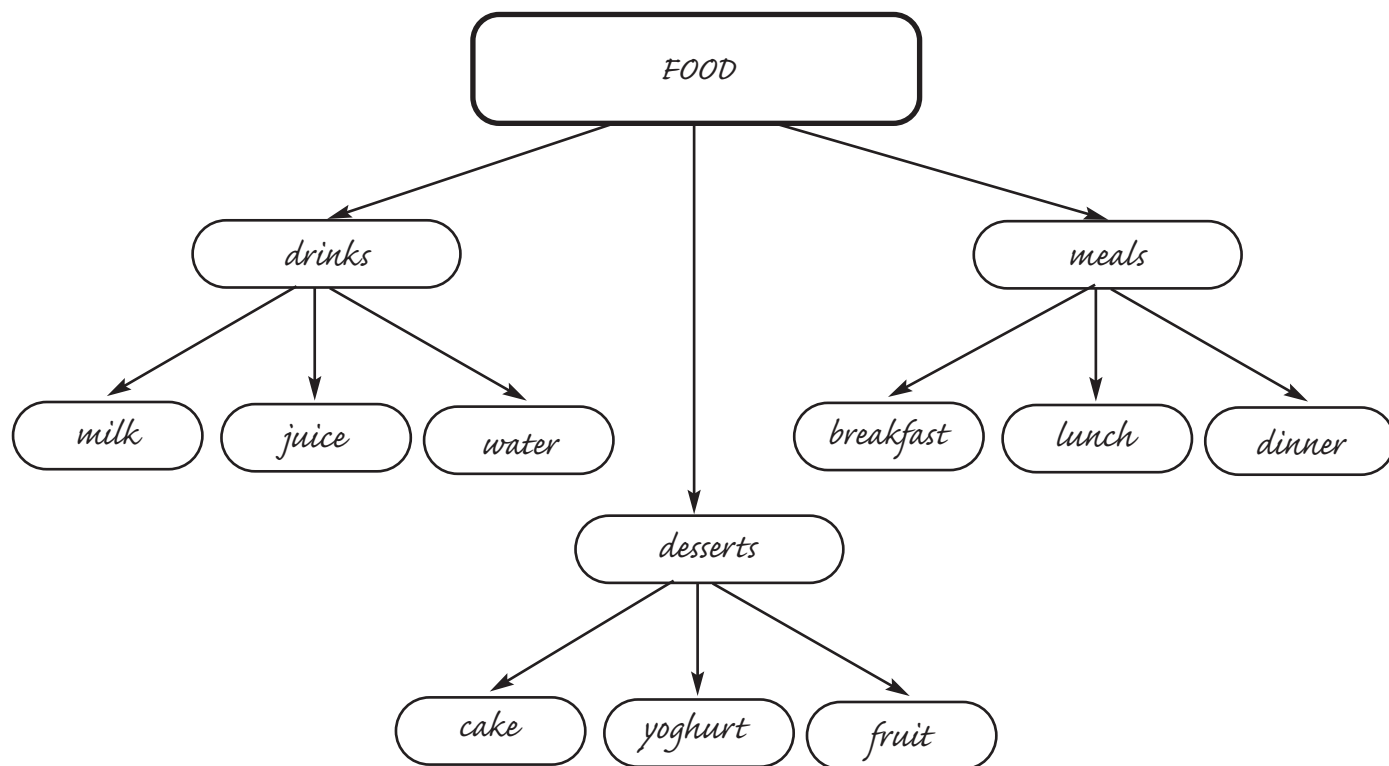 FOOD
drinks
meals
milk
juice
water
breakfast
lunch
dinner
desserts
cake
yoghurt
fruit